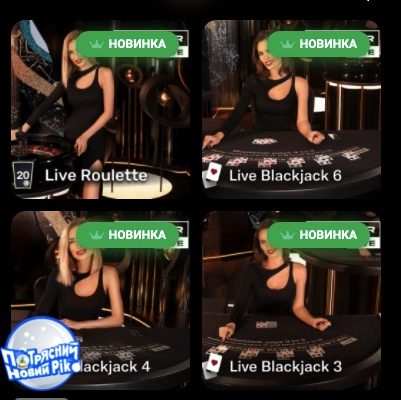 НОВИНКА
НОВИНКА
20
Live Roulette
Live Blackjack 6
НОВИНКА
НОВИНКА
ПОТРЯСНИЙ
НОВИЙ РІК
lackjack 4
Live Blackjack 3